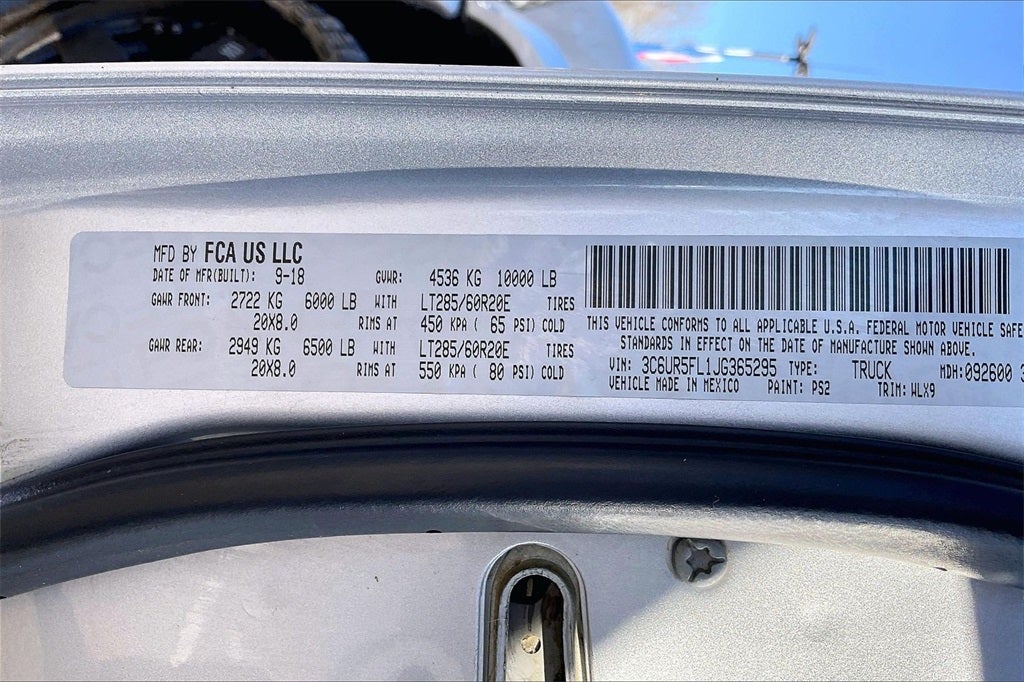 MFD BY FCA US LLC
DATE OF MFR(BUILT): 9-18 GVWR: 4536 KG 10000 LB
GAWR FRONT: 2722 KG 6000 LB WITH LT285/60R20E TIRES
20X8.0 RIMS AT 450 KPA ( 65 PSI) COLD
GAWR REAR: 2949 KG 6500 LB WITH LT285/60R20E TIRES
20X8.0 RIMS AT 550 KPA ( 80 PSI) COLD
THIS VEHICLE CONFORMS TO ALL APPLICABLE U.S.A. FEDERAL MOTOR VEHICLE SAFE
STANDARDS IN EFFECT ON THE DATE OF MANUFACTURE SHOWN ABOVE.
VIN: 3C6UR5FL1JG365295 TYPE: TRUCK MDH: 092600 3
VEHICLE MADE IN MEXICO PAINT: PS2 TRIM: WLX9